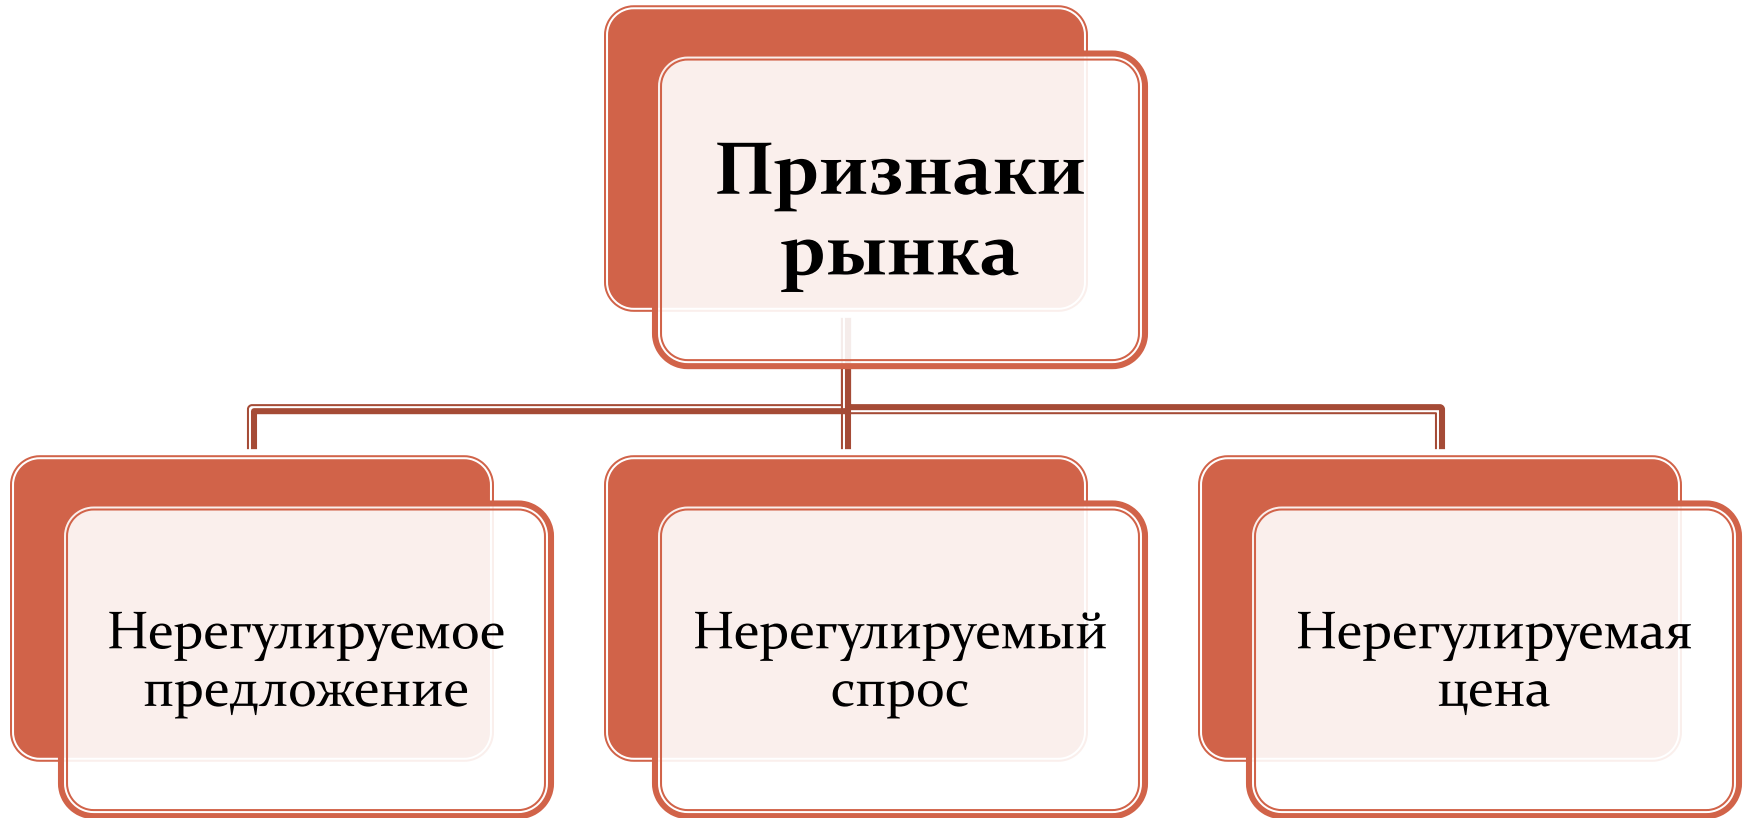 Признаки
рынка
Нерегулируемое
предложение
Нерегулируемый
спрос
Нерегулируемая
цена